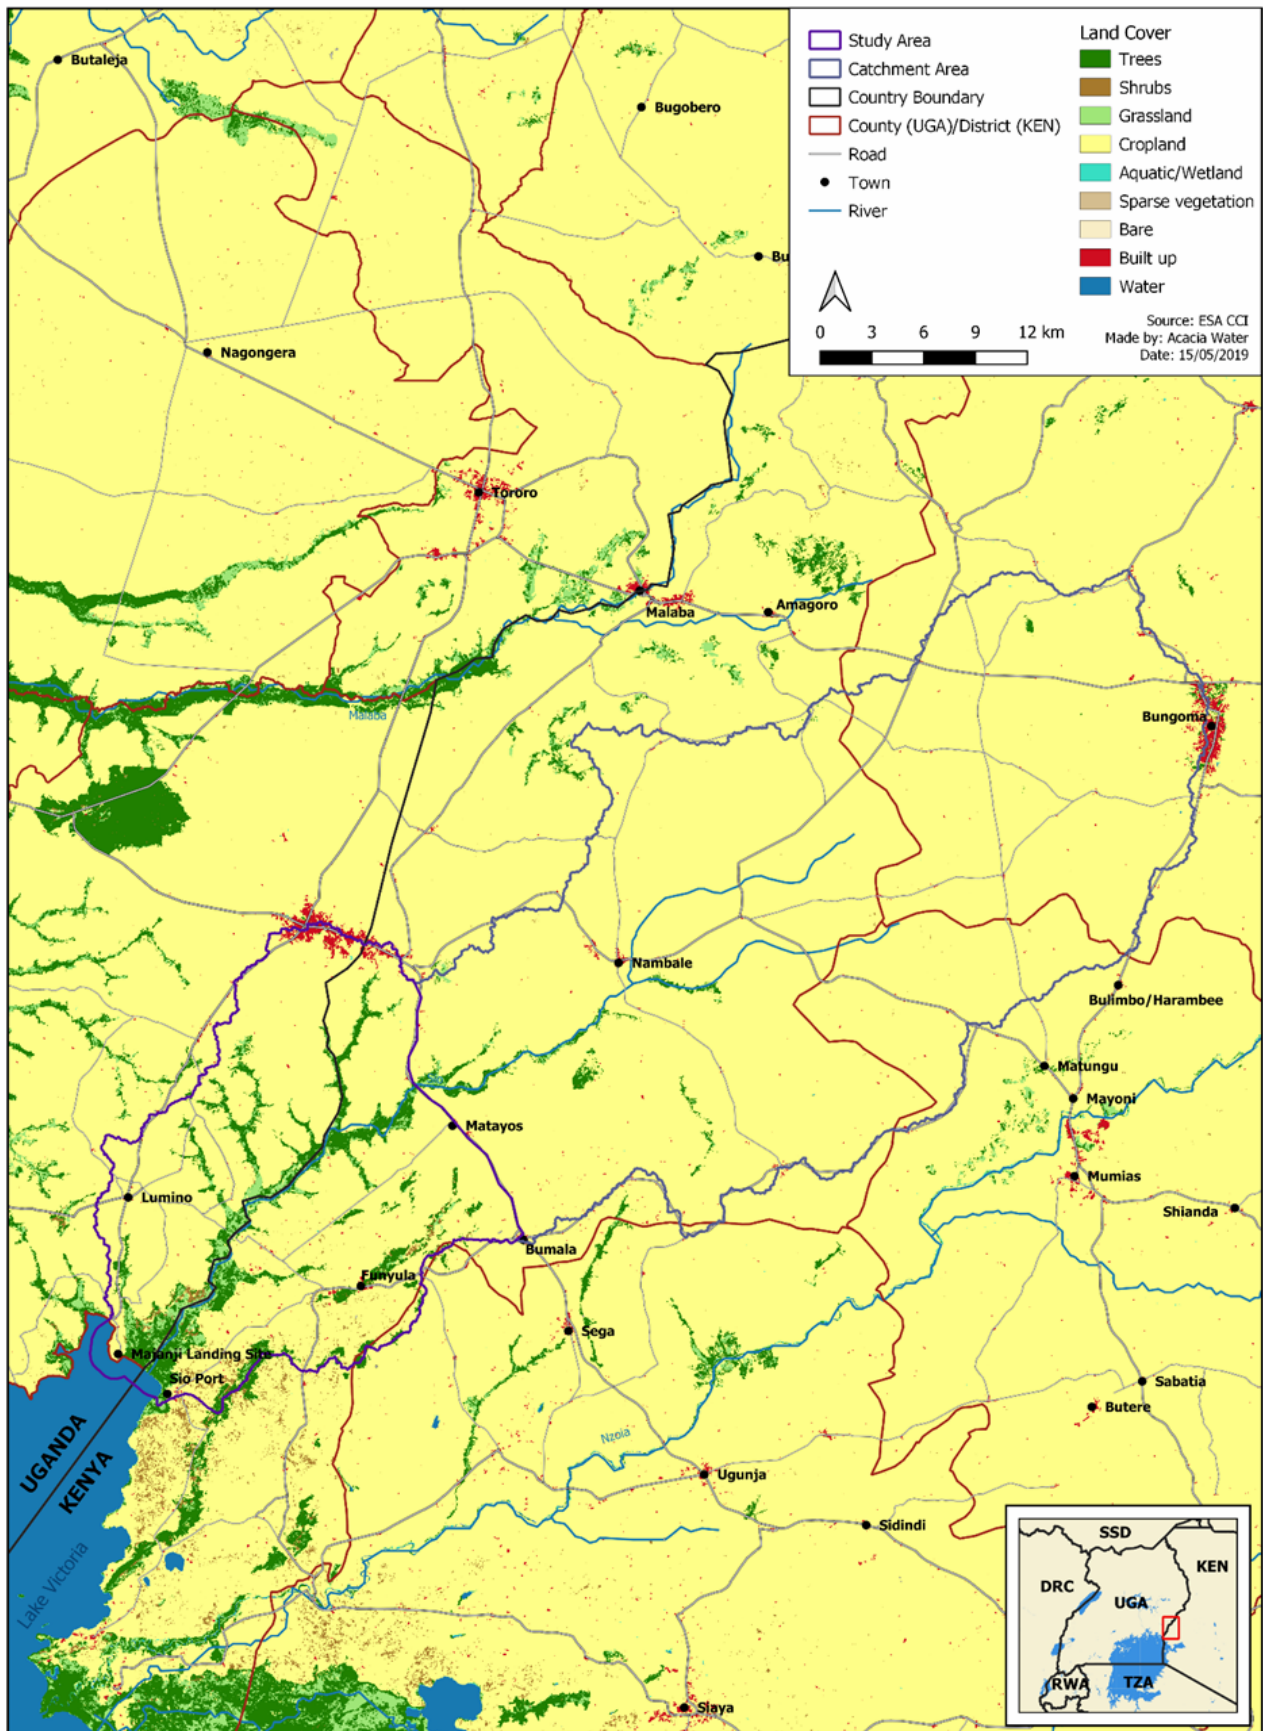 Study Area
Catchment Area
Country Boundary
County (UGA)/District (KEN)
Road
Town
River
Land Cover
Trees
Shrubs
Grassland
Cropland
Aquatic/Wetland
Sparse vegetation
Bare
Built up
Water
0 3 6 9 12 km
Source: ESA CCI
Made by: Acacia Water
Date: 15/05/2019
Butaleja
Bugobero
Bu
Nagongera
Tororo
Malaba
Amagoro
Malaba
Bungoma
Nambale
Bulimbo/Harambee
Matungu
Mayoni
Matayos
Mumias
Lumino
Shianda
Bumala
Funyula
Sega
Majanji Landing Site
Sio Port
Sabatia
Butere
UGANDA
KENYA
Nzoia
Ugunja
Sidindi
Lake Victoria
Siaya
SSD
DRC
KEN
UGA
RWA
TZA